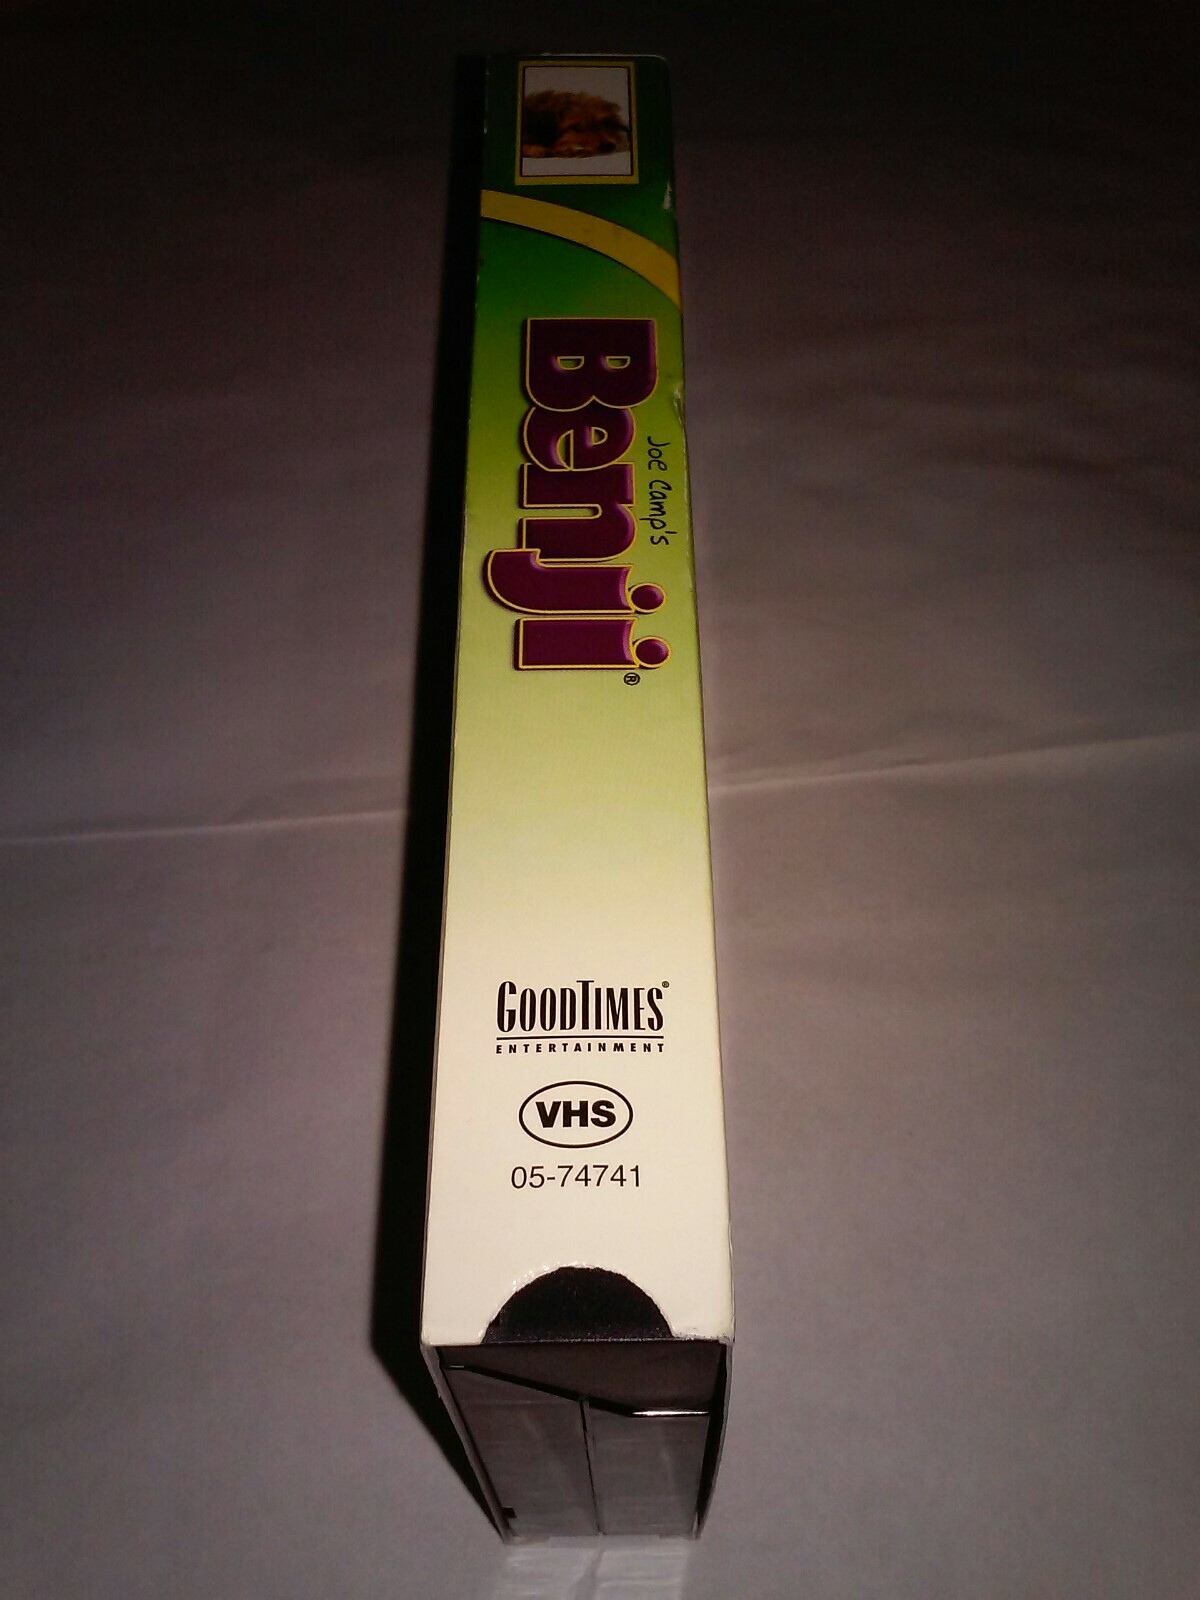 Joe Camp's
Benji®
GOODTIMES®
ENTERTAINMENT
VHS
05-74741